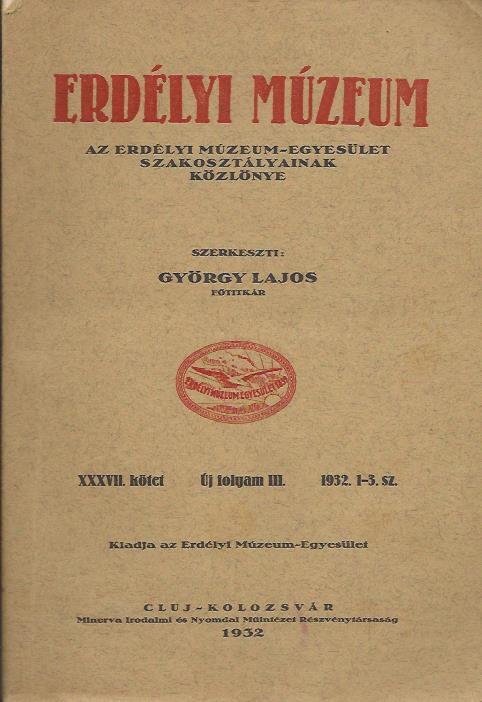 ERDÉLYI MÚZEUM
AZ ERDÉLYI MÚZEUM-EGYESÜLET
SZAKOSZTÁLYAINAK
KÖZLÖNYE
SZERKESZTI:
GYÖRGY LAJOS
FŐTITKÁR
ERDÉLYI MÚZEUM EGYESÜLET
XXXVII. kötet Új folyam III. 1932. 1-3. sz.
Kiadja az Erdélyi Múzeum-Egyesület
CLUJ-KOLOZSVÁR
Minerva Irodalmi és Nyomdai Műintézet Részvénytársaság
1932